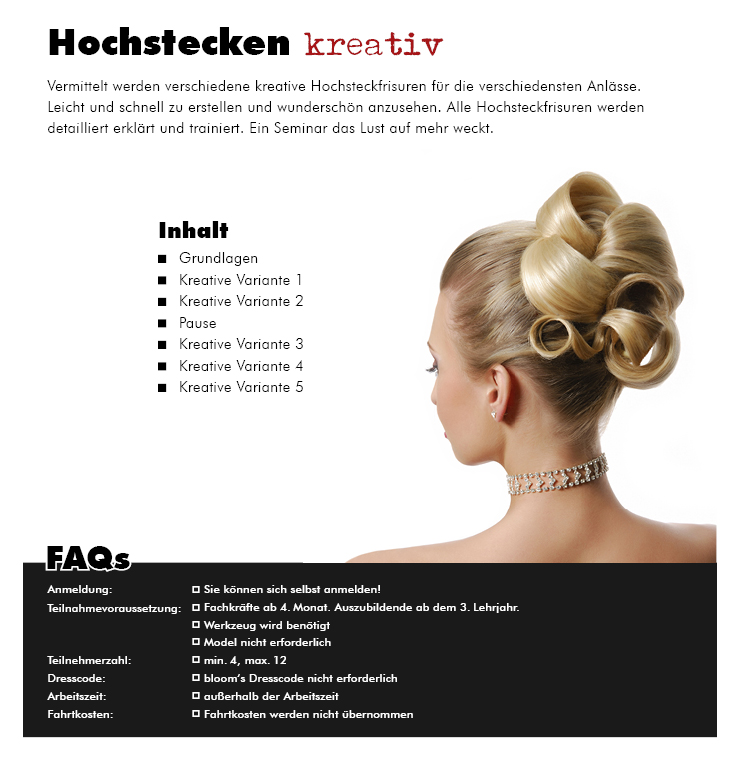 Hochstecken kreativ
Vermittelt werden verschiedene kreative Hochsteckfrisuren für die verschiedensten Anlässe.
Leicht und schnell zu erstellen und wunderschön anzusehen. Alle Hochsteckfrisuren werden
detailliert erklärt und trainiert. Ein Seminar das Lust auf mehr weckt.
Inhalt
Grundlagen
Kreative Variante 1
Kreative Variante 2
Pause
Kreative Variante 3
Kreative Variante 4
Kreative Variante 5
FAQs
Anmeldung: Sie können sich selbst anmelden!
Teilnahmevoraussetzung: Fachkräfte ab 4. Monat. Auszubildende ab dem 3. Lehrjahr.
Werkzeug wird benötigt
Model nicht erforderlich
Teilnehmerzahl: min. 4, max. 12
Dresscode: bloom's Dresscode nicht erforderlich
Arbeitszeit: außerhalb der Arbeitszeit
Fahrtkosten: Fahrtkosten werden nicht übernommen